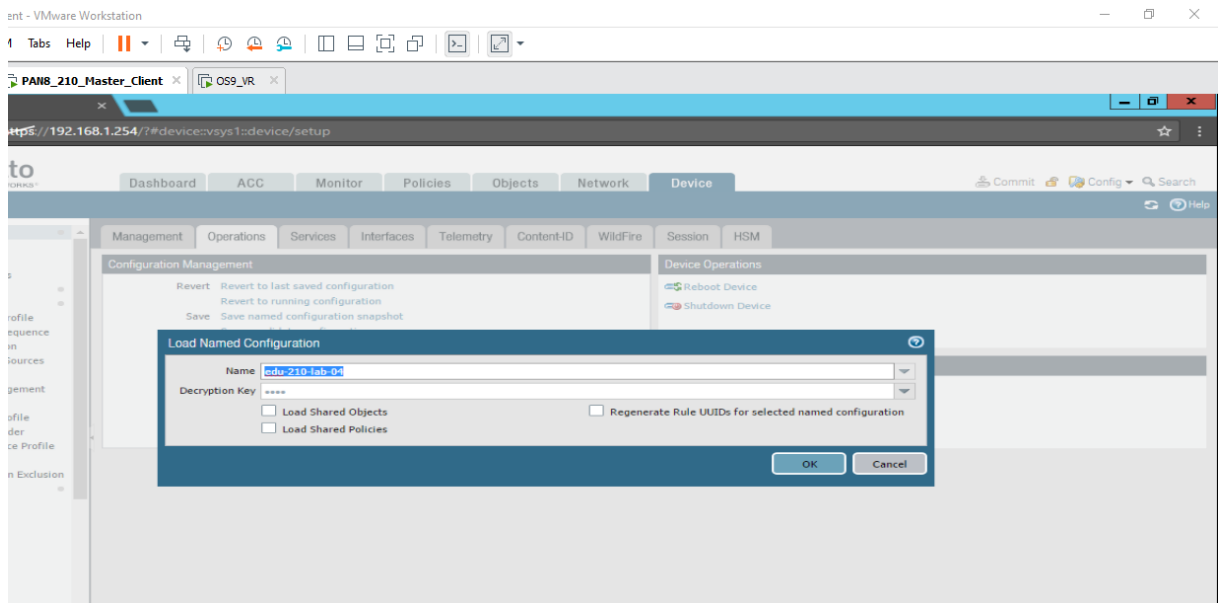 ent - VMware Workstation
Tabs Help
PAN8_210_Master_Client × OS9_VR ×
https://192.168.1.254/?#device::vsys1::device/setup
to
Dashboard ACC Monitor Policies Objects Network Device Commit Config Search
Help
Management Operations Services Interfaces Telemetry Content-ID WildFire Session HSM
Configuration Management Device Operations
Revert Revert to last saved configuration Reboot Device
Revert to running configuration
Shutdown Device
Save Save named configuration snapshot
rofile
equence
on
Sources
gement
ofile
der
ce Profile
n Exclusion
Load Named Configuration
Name edu-210-lab-04
Decryption Key ****
Load Shared Objects Regenerate Rule UUIDs for selected named configuration
Load Shared Policies
OK Cancel